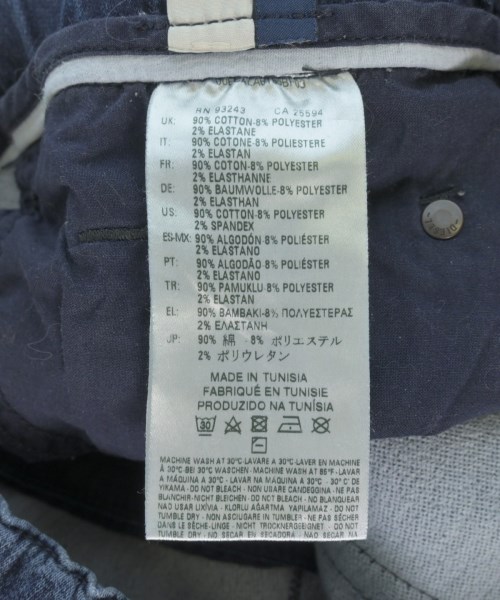 RN 93243 CA 25594
UK: 90% COTTON-8% POLYESTER
2% ELASTANE
IT: 90% COTONE-8% POLIESTERE
2% ELASTAN
FR: 90% COTON-8% POLYESTER
2% ELASTHANNE
DE: 90% BAUMWOLLE-8% POLYESTER
2% ELASTHAN
US: 90% COTTON-8% POLYESTER
2% SPANDEX
ES-MX: 90% ALGODÓN-8% POLIÉSTER
2% ELASTANO
PT: 90% ALGODÃO-8% POLIÉSTER
2% ELASTANO
TR: 90% PAMUKLU-8% POLYESTER
2% ELASTAN
EL: 90% BAMBAKI-8% ΠΟΛΥΕΣΤΕΡΑΣ
2% ΕΛΑΣΤΑΝΗ
JP: 90% 綿 8% ポリエステル
2% ポリウレタン
MADE IN TUNISIA
FABRIQUÉ EN TUNISIE
PRODUZIDO NA TUNÍSIA
30
MACHINE WASH AT 30°C-LAVARE A 30°C-LAVER EN MACHINE
À 30°C-BEI 30°C WASCHEN-MACHINE WASH AT 85°F-LAVAR
A MÁQUINA A 30°C-LAVAR À MÁQUINA A 30°C- 30° C' DE
YIKAMA-DO NOT BLEACH-NON USARE CANDEGGINA-NE PAS
BLANCHIR-NICHT BLEICHEN-DO NOT BLEACH-NO BLANQUEAR
NÃO USAR LIXÍVIA - KLORLU AĞARTMA YAPILAMAZ - DO NOT
TUMBLE DRY - NON ASCIUGARE IN TUMBLER-NE PAS SÉCHER
DANS LE SÈCHE-LINGE - NICHT TROCKNERGEEIGNET - DO NOT
TUMBLE DRY-NO SECAR EN SECADORA